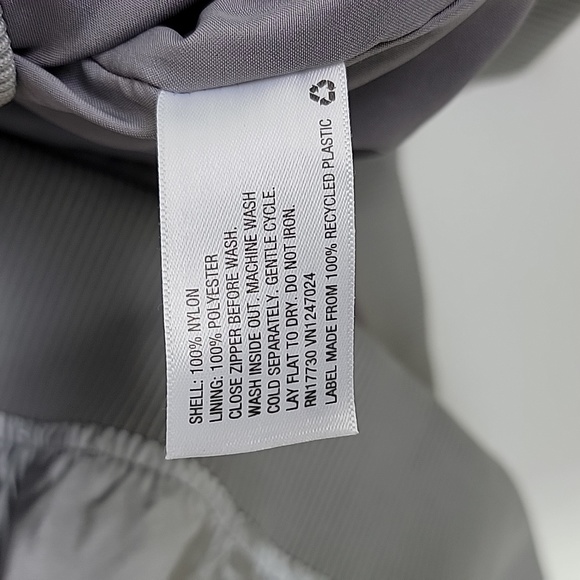 SHELL: 100% NYLON
LINING: 100% POLYESTER
CLOSE ZIPPER BEFORE WASH.
WASH INSIDE OUT. MACHINE WASH
COLD SEPARATELY. GENTLE CYCLE.
LAY FLAT TO DRY. DO NOT IRON.
RN17730 VN1247024
LABEL MADE FROM 100% RECYCLED PLASTIC